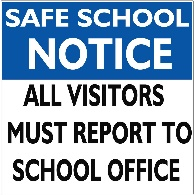 SAFE SCHOOL
NOTICE
ALL VISITORS
MUST REPORT TO
SCHOOL OFFICE